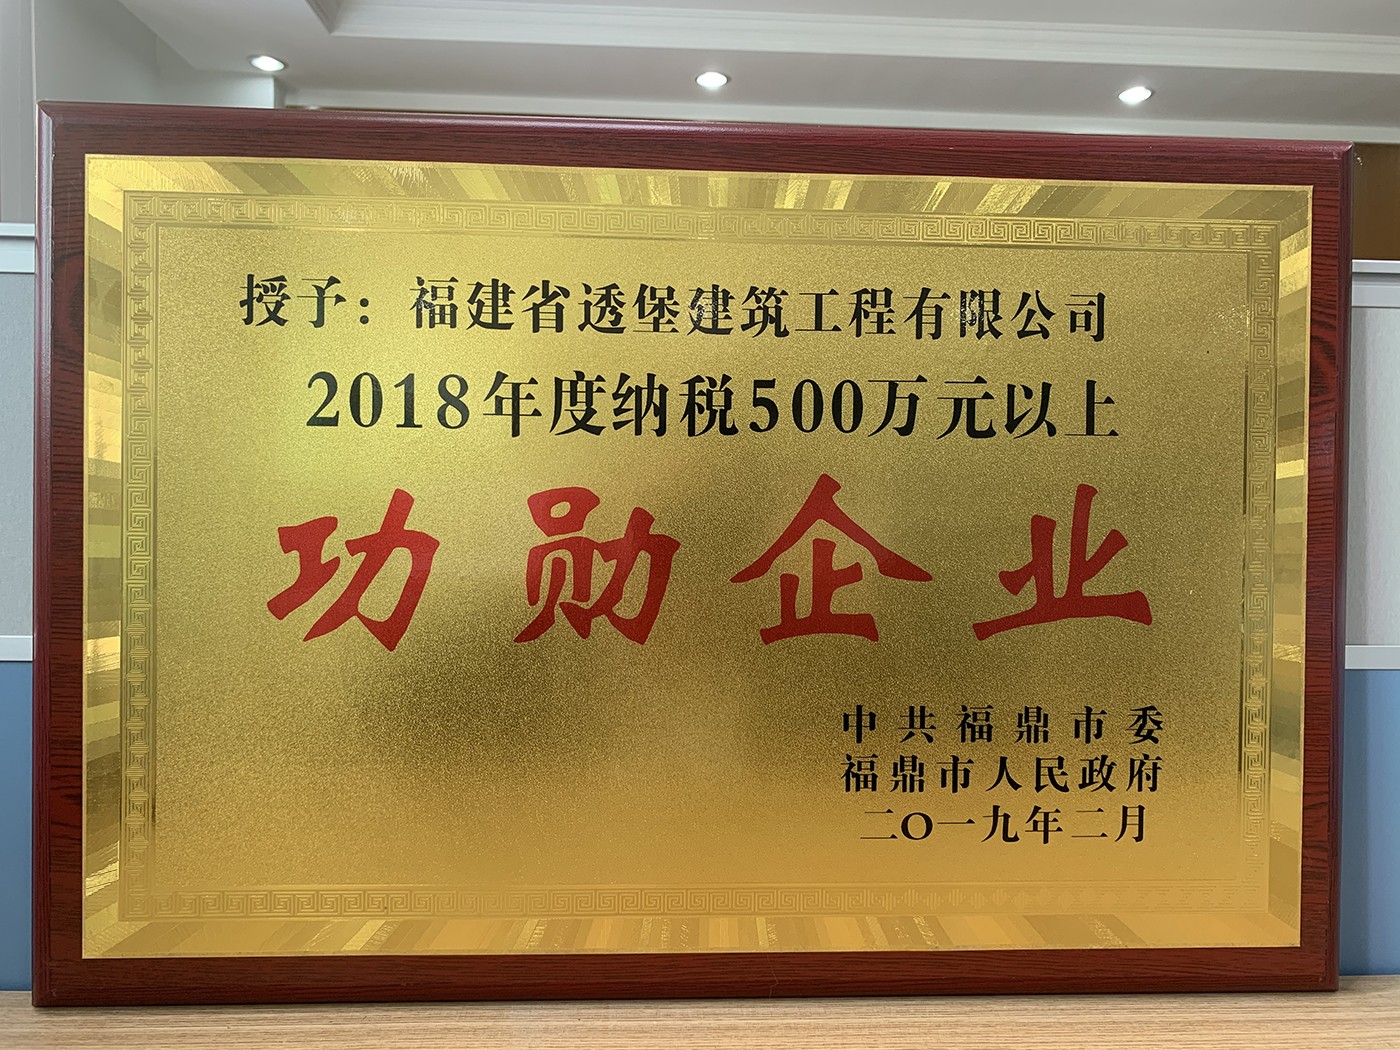 授予：福建省透堡建筑工程有限公司
2018年度纳税500万元以上
功勋企业
中共福鼎市委
福鼎市人民政府
二〇一九年二月